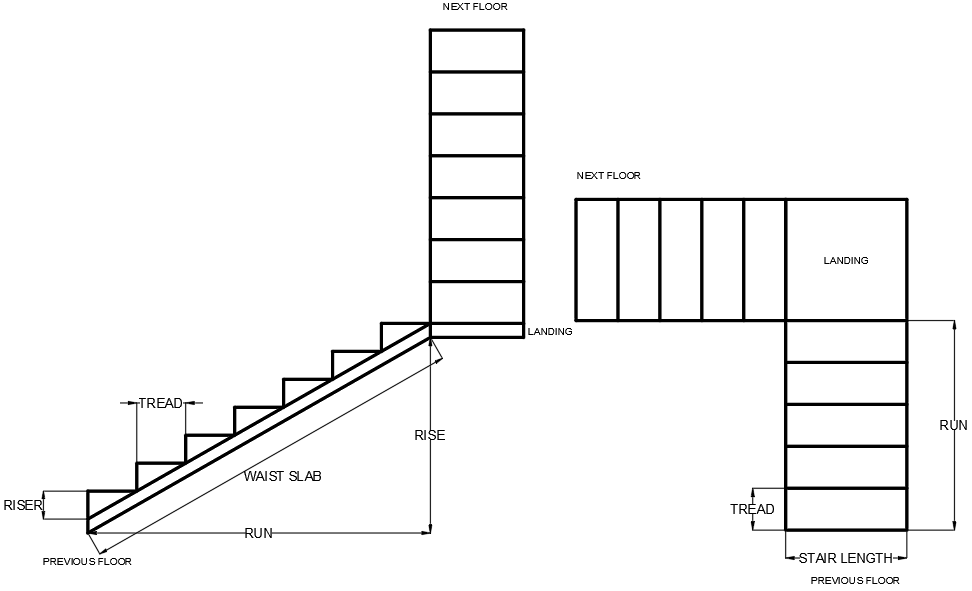 NEXT FLOOR
NEXT FLOOR
LANDING
LANDING
TREAD
RISE
RUN
WAIST SLAB
RISER
TREAD
RUN
STAIR LENGTH
PREVIOUS FLOOR
PREVIOUS FLOOR